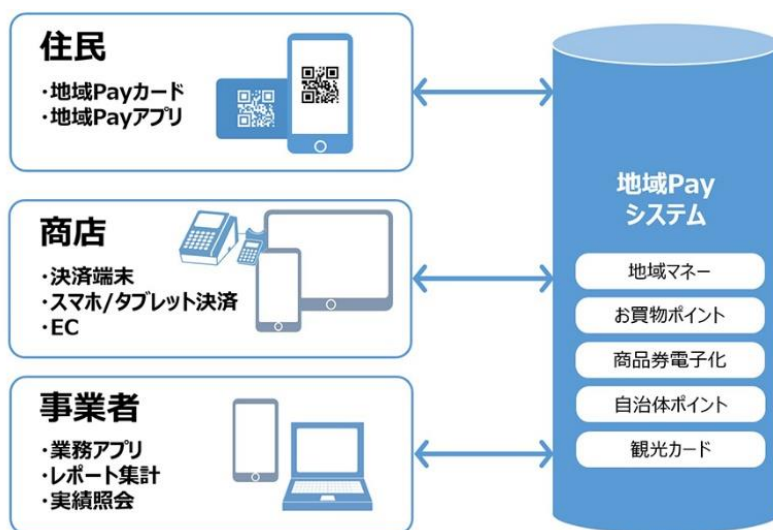 住民
・地域Payカード
・地域Payアプリ
商店
・決済端末
・スマホ/タブレット決済
・EC
事業者
・業務アプリ
・レポート集計
・実績照会
地域Pay
システム
地域マネー
お買物ポイント
商品券電子化
自治体ポイント
観光カード